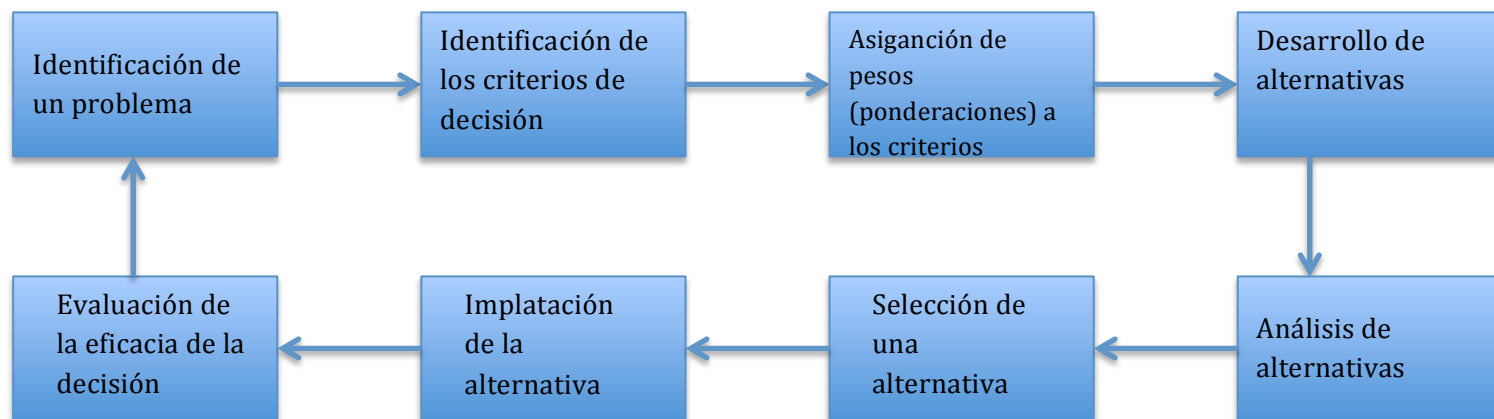 Identificación de
un problema
Identificación de
los criterios de
decisión
Asiganción de
pesos
(ponderaciones) a
los criterios
Desarrollo de
alternativas
Análisis de
alternativas
Selección de
una
alternativa
Implatación
de la
alternativa
Evaluación de
la eficacia de la
decisión